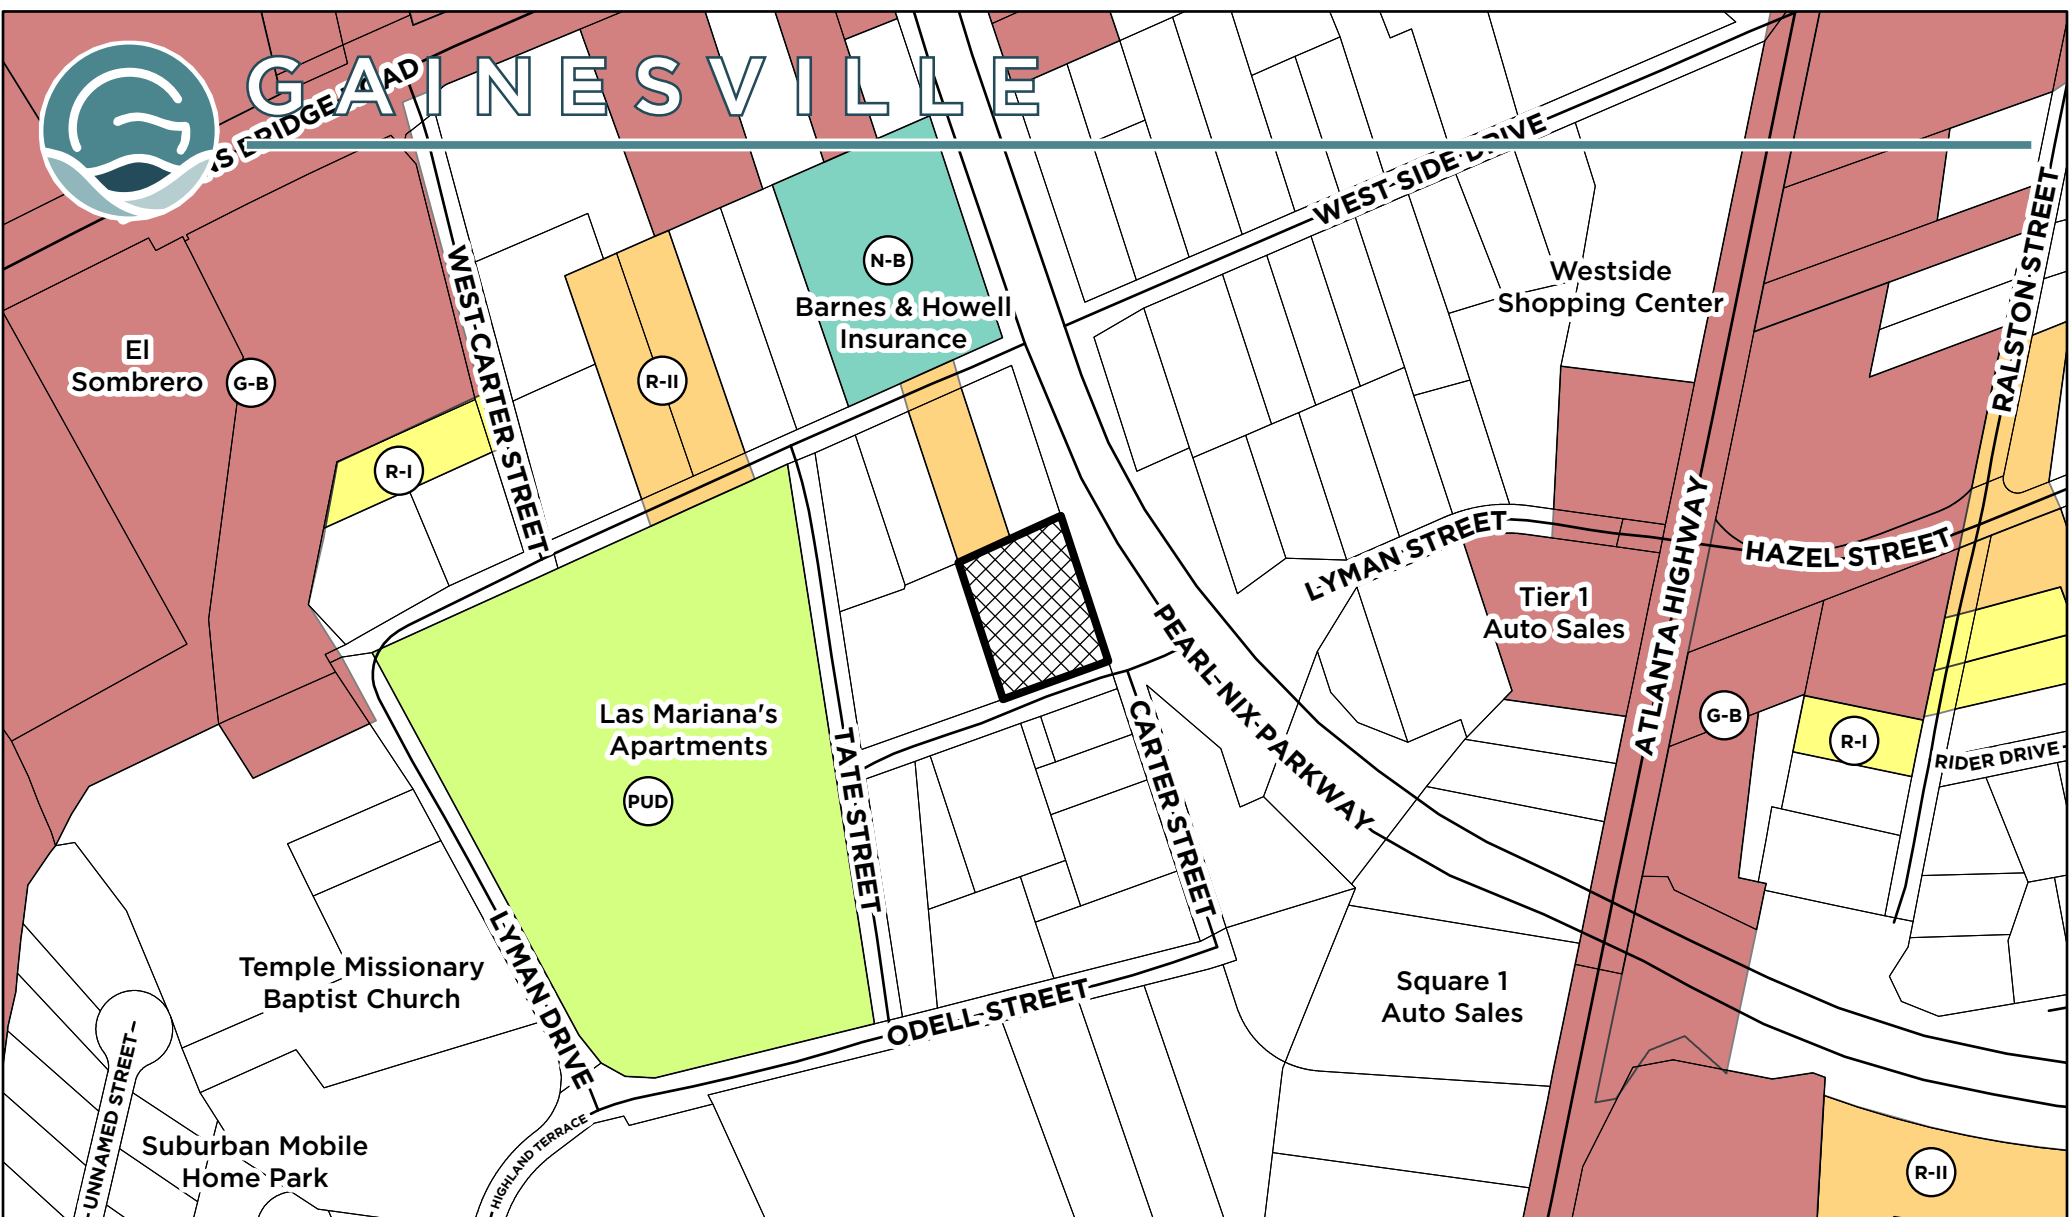 GAINESVILLE
NS BRIDGE ROAD
WEST SIDE DRIVE
RALSTON STREET
WEST CARTER STREET
N-B
Barnes & Howell
Insurance
Westside
Shopping Center
El
Sombrero
G-B
R-II
R-I
ATLANTA HIGHWAY
LYMAN STREET
HAZEL STREET
Tier 1
Auto Sales
PEARL NIX PARKWAY
Las Mariana's
Apartments
PUD
TATE STREET
CARTER STREET
G-B
R-I
RIDER DRIVE
LYMAN DRIVE
Temple Missionary
Baptist Church
Square 1
Auto Sales
ODELL STREET
UNNAMED STREET
HIGHLAND TERRACE
Suburban Mobile
Home Park
R-II